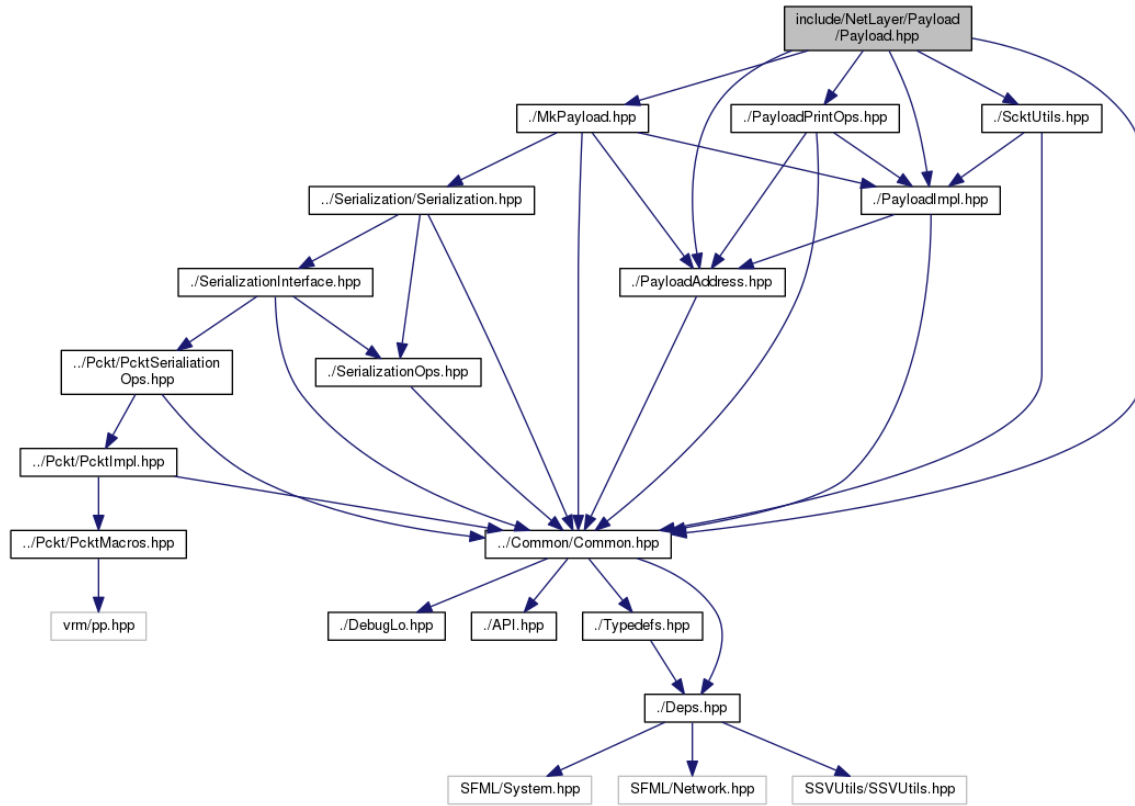 include/NetLayer/Payload
/Payload.hpp
./MkPayload.hpp
./PayloadPrintOps.hpp
./ScktUtils.hpp
../Serialization/Serialization.hpp
./PayloadImpl.hpp
./SerializationInterface.hpp
./PayloadAddress.hpp
../Pckt/PcktSerialiation
Ops.hpp
./SerializationOps.hpp
../Pckt/PcktImpl.hpp
../Pckt/PcktMacros.hpp
../Common/Common.hpp
vrm/pp.hpp
./DebugLo.hpp
./API.hpp
./Typedefs.hpp
./Deps.hpp
SFML/System.hpp
SFML/Network.hpp
SSVUtils/SSVUtils.hpp